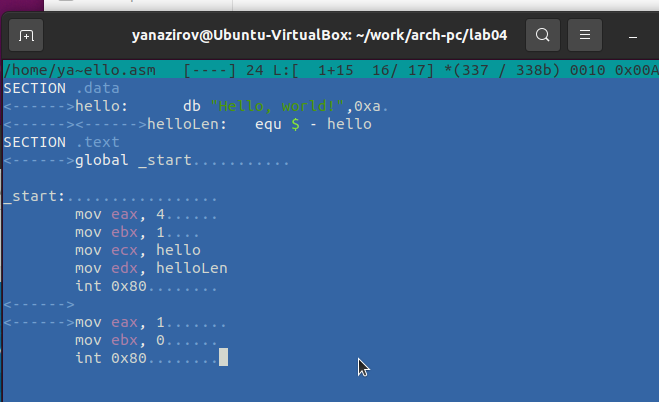 yanazirov@Ubuntu-VirtualBox: ~/work/arch-pc/lab04
/home/ya~ello.asm   [----] 24 L:[  1+15  16/ 17] *(337 / 338b) 0010 0x00A
SECTION .data
<------>hello:      db "Hello, world!",0xa.
<------><------>helloLen:   equ $ - hello
SECTION .text
<------>global _start...........
_start:.................
        mov eax, 4......
        mov ebx, 1....
        mov ecx, hello
        mov edx, helloLen
        int 0x80........
<------>
<------>mov eax, 1.......
        mov ebx, 0......
        int 0x80........